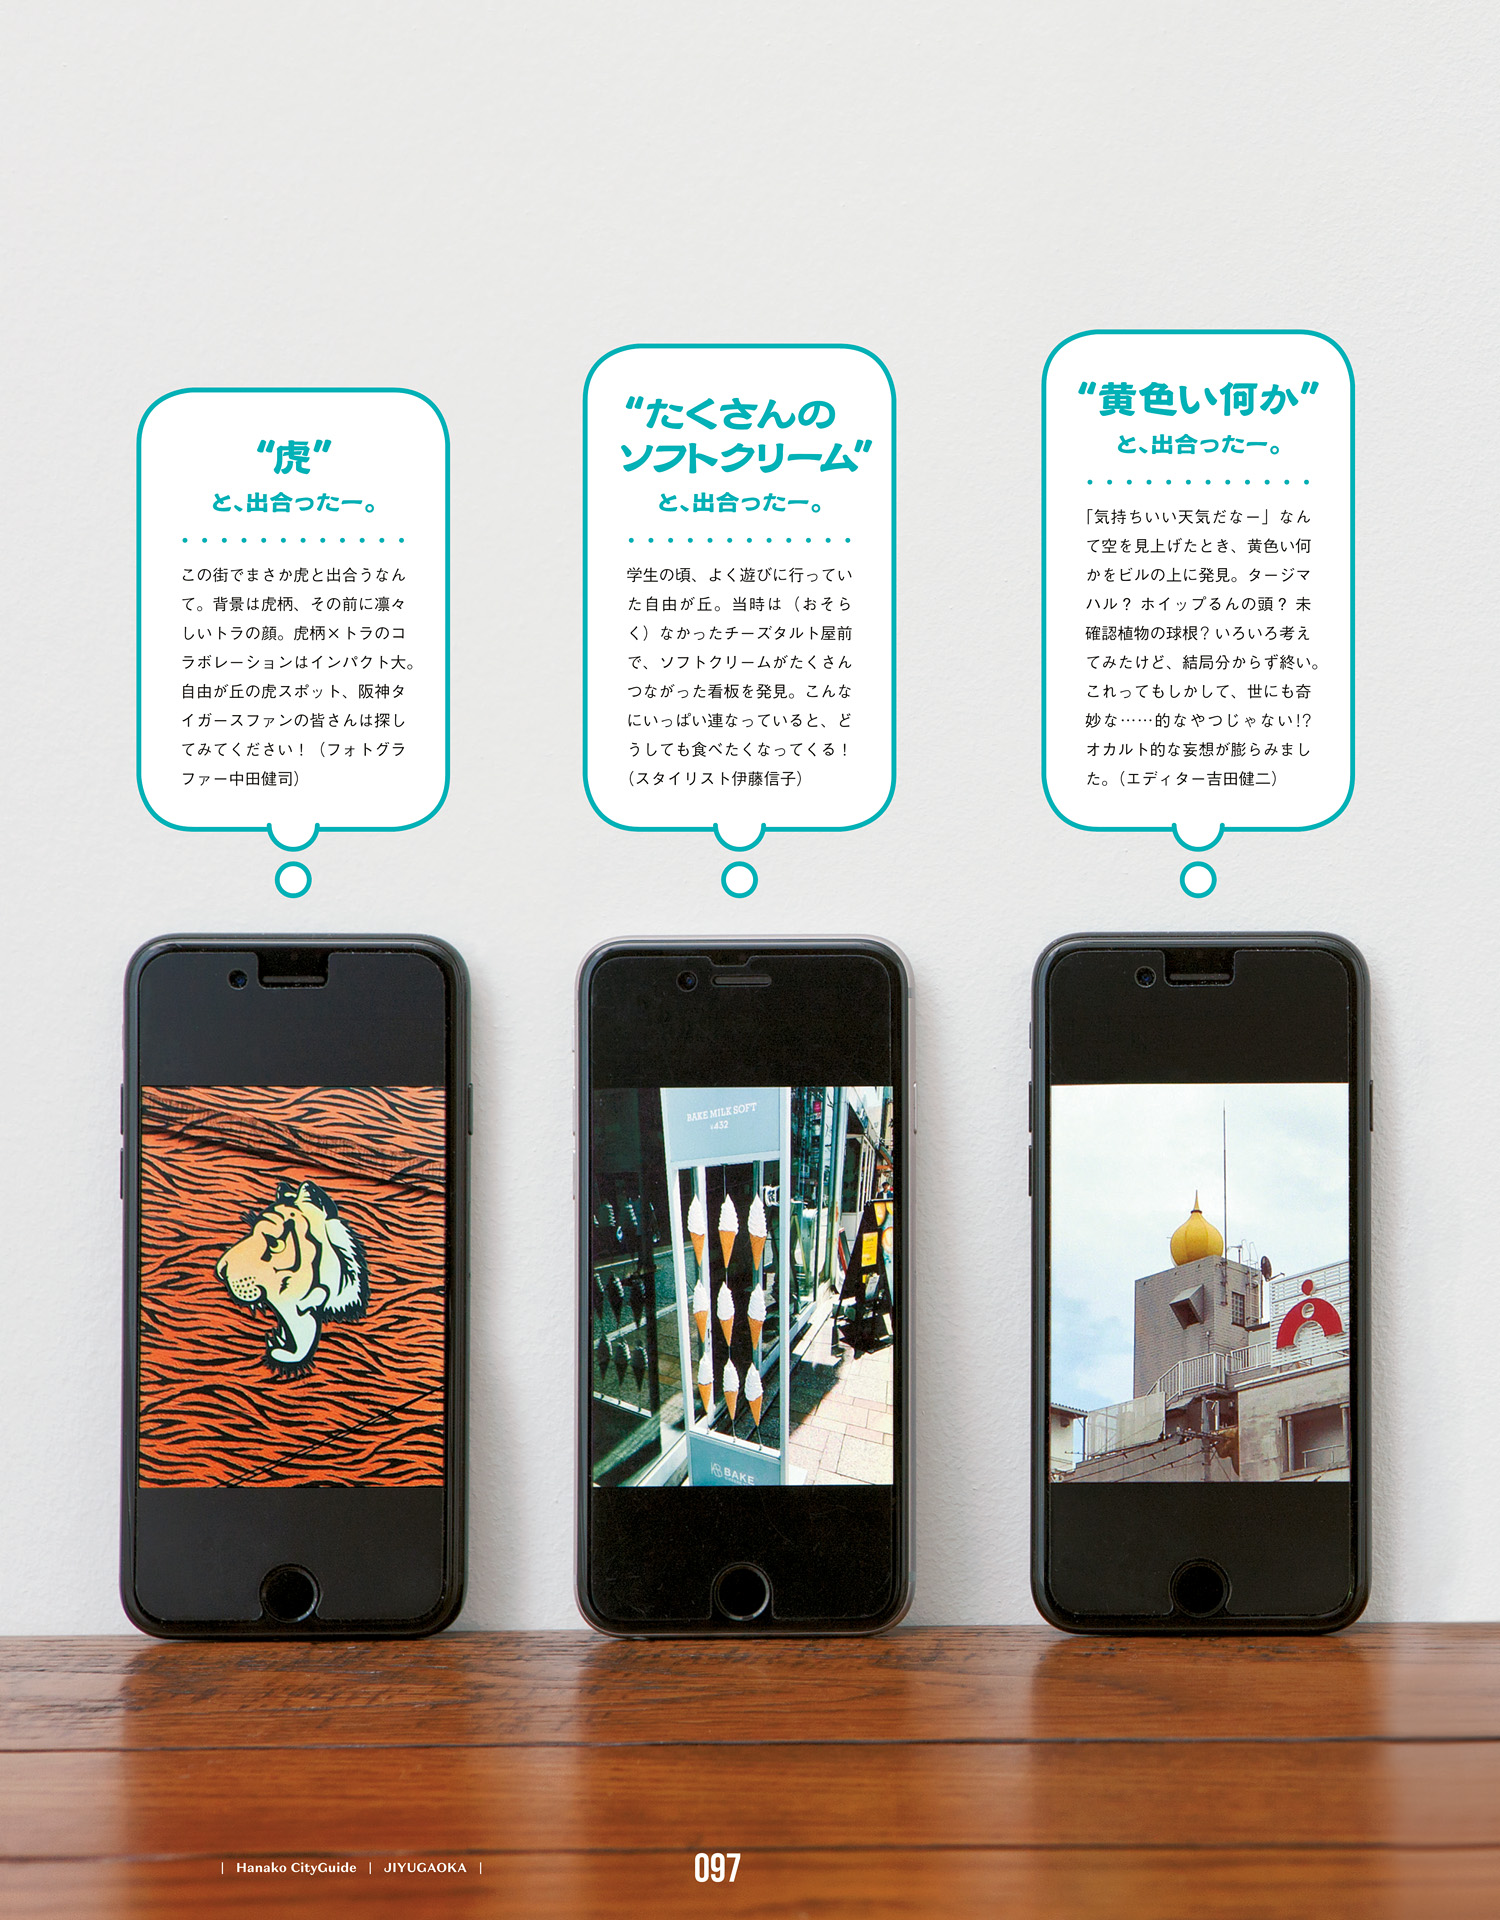 “虎”
と、出合ったー。
この街でまさか虎と出合うなん
て。背景は虎柄、その前に凛々
しいトラの顔。虎柄×トラのコ
ラボレーションはインパクト大。
自由が丘の虎スポット、阪神タ
イガースファンの皆さんは探し
てみてください！（フォトグラ
ファー中田健司）
“たくさんの
ソフトクリーム”
と、出合ったー。
学生の頃、よく遊びに行ってい
た自由が丘。当時は（おそら
く）なかったチーズタルト屋前
で、ソフトクリームがたくさん
つながった看板を発見。こんな
にいっぱい連なっていると、ど
うしても食べたくなってくる！
（スタイリスト伊藤信子）
“黄色い何か”
と、出合ったー。
「気持ちいい天気だなー」なん
て空を見上げたとき、黄色い何
かをビルの上に発見。タージマ
ハル？ ホイップるんの頭？ 未
確認植物の球根？いろいろ考え
てみたけど、結局分からず終い。
これってもしかして、世にも奇
妙な……的なやつじゃない!?
オカルト的な妄想が膨らみまし
た。（エディター吉田健二）
BAKE MILK SOFT
BAKE
| Hanako CityGuide | JIYUGAOKA |
097